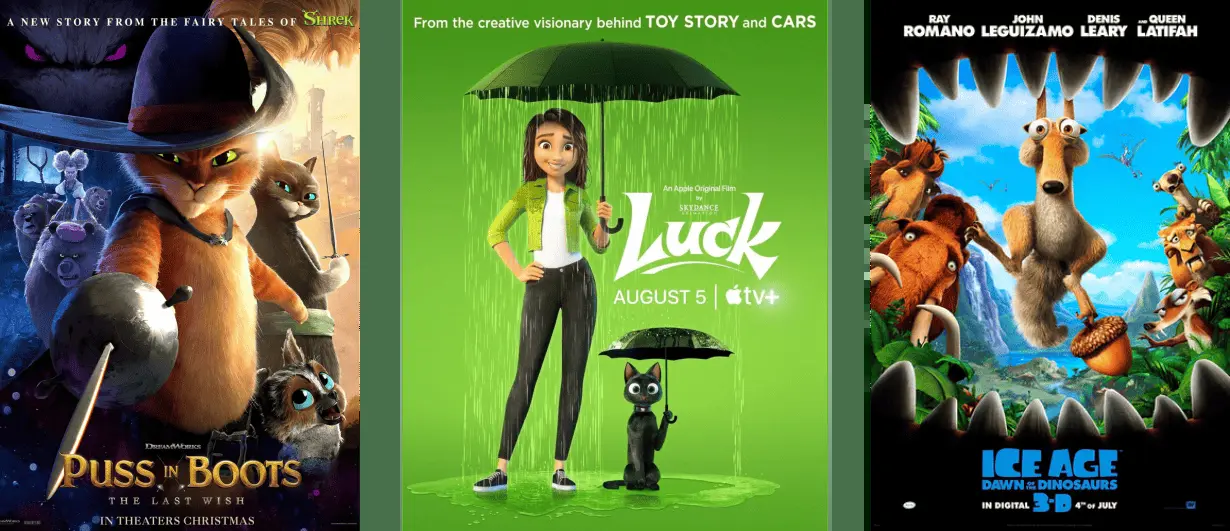 A NEW STORY FROM THE FAIRY TALES OF SHREK
DREAMWORKS
PUSS IN BOOTS
THE LAST WISH
IN THEATERS CHRISTMAS
From the creative visionary behind TOY STORY and CARS
An Apple Original Film
by
SKYDANCE
ANIMATION
Luck
AUGUST 5 | tv+
RAY ROMANO JOHN LEGUIZAMO DENIS LEARY AND QUEEN LATIFAH
ICE AGE
DAWN OF THE DINOSAURS
IN DIGITAL 3-D 4TH OF JULY